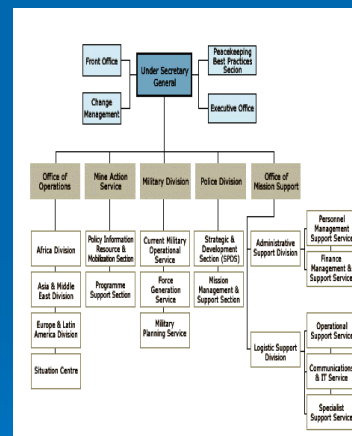 Front Office
Peacekeeping
Best Practices
Secion
Under Secretary
General
Change
Management
Executive Office
Office of
Operations
Mine Action
Service
Military Division
Police Division
Office of
Mission Support
Africa Division
Asia & Middle
East Division
Europe & Latin
America Division
Situation Centre
Policy Information
Resource &
Mobilization Section
Programme
Support Section
Current Military
Operational
Service
Force
Generation
Service
Military
Planning Service
Strategic &
Development
Section (SPDS)
Mission
Management &
Support Section
Administrative
Support Division
Personnel
Management
Support Service
Finance
Management &
Support Service
Logistic Support
Division
Operational
Support Service
Communications
& IT Service
Specialist
Support Service